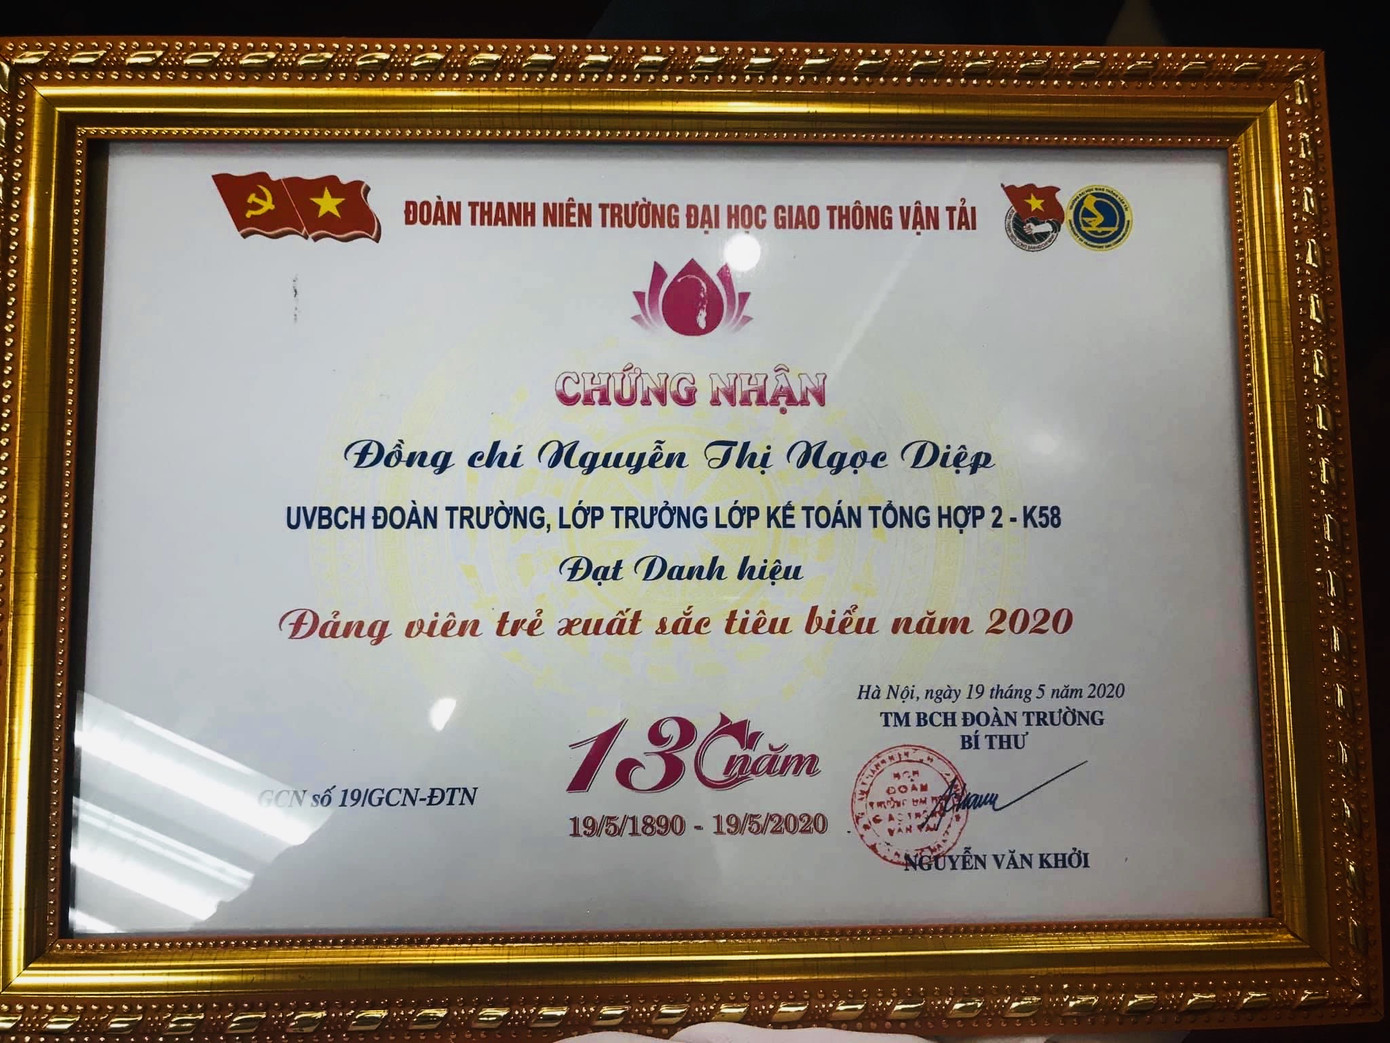 ĐOÀN THANH NIÊN TRƯỜNG ĐẠI HỌC GIAO THÔNG VẬN TẢI
CHỨNG NHẬN
Đồng chí Nguyễn Thị Ngọc Diệp
UVBCH ĐOÀN TRƯỜNG, LỚP TRƯỞNG LỚP KẾ TOÁN TỔNG HỢP 2 - K58
Đạt Danh hiệu
Đảng viên trẻ xuất sắc tiêu biểu năm 2020
Hà Nội, ngày 19 tháng 5 năm 2020
TM BCH ĐOÀN TRƯỜNG
BÍ THƯ
130 năm
19/5/1890 - 19/5/2020
GCN số 19/GCN-ĐTN
NGUYỄN VĂN KHỞI